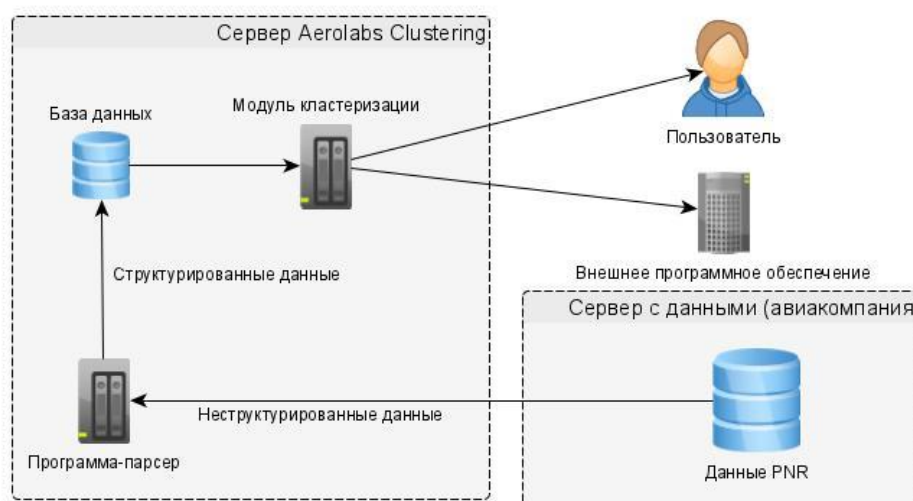 Сервер Aerolabs Clustering
База данных
Модуль кластеризации
Пользователь
Внешнее программное обеспечение
Структурированные данные
Сервер с данными (авиакомпания
Неструктурированные данные
Программа-парсер
Данные PNR